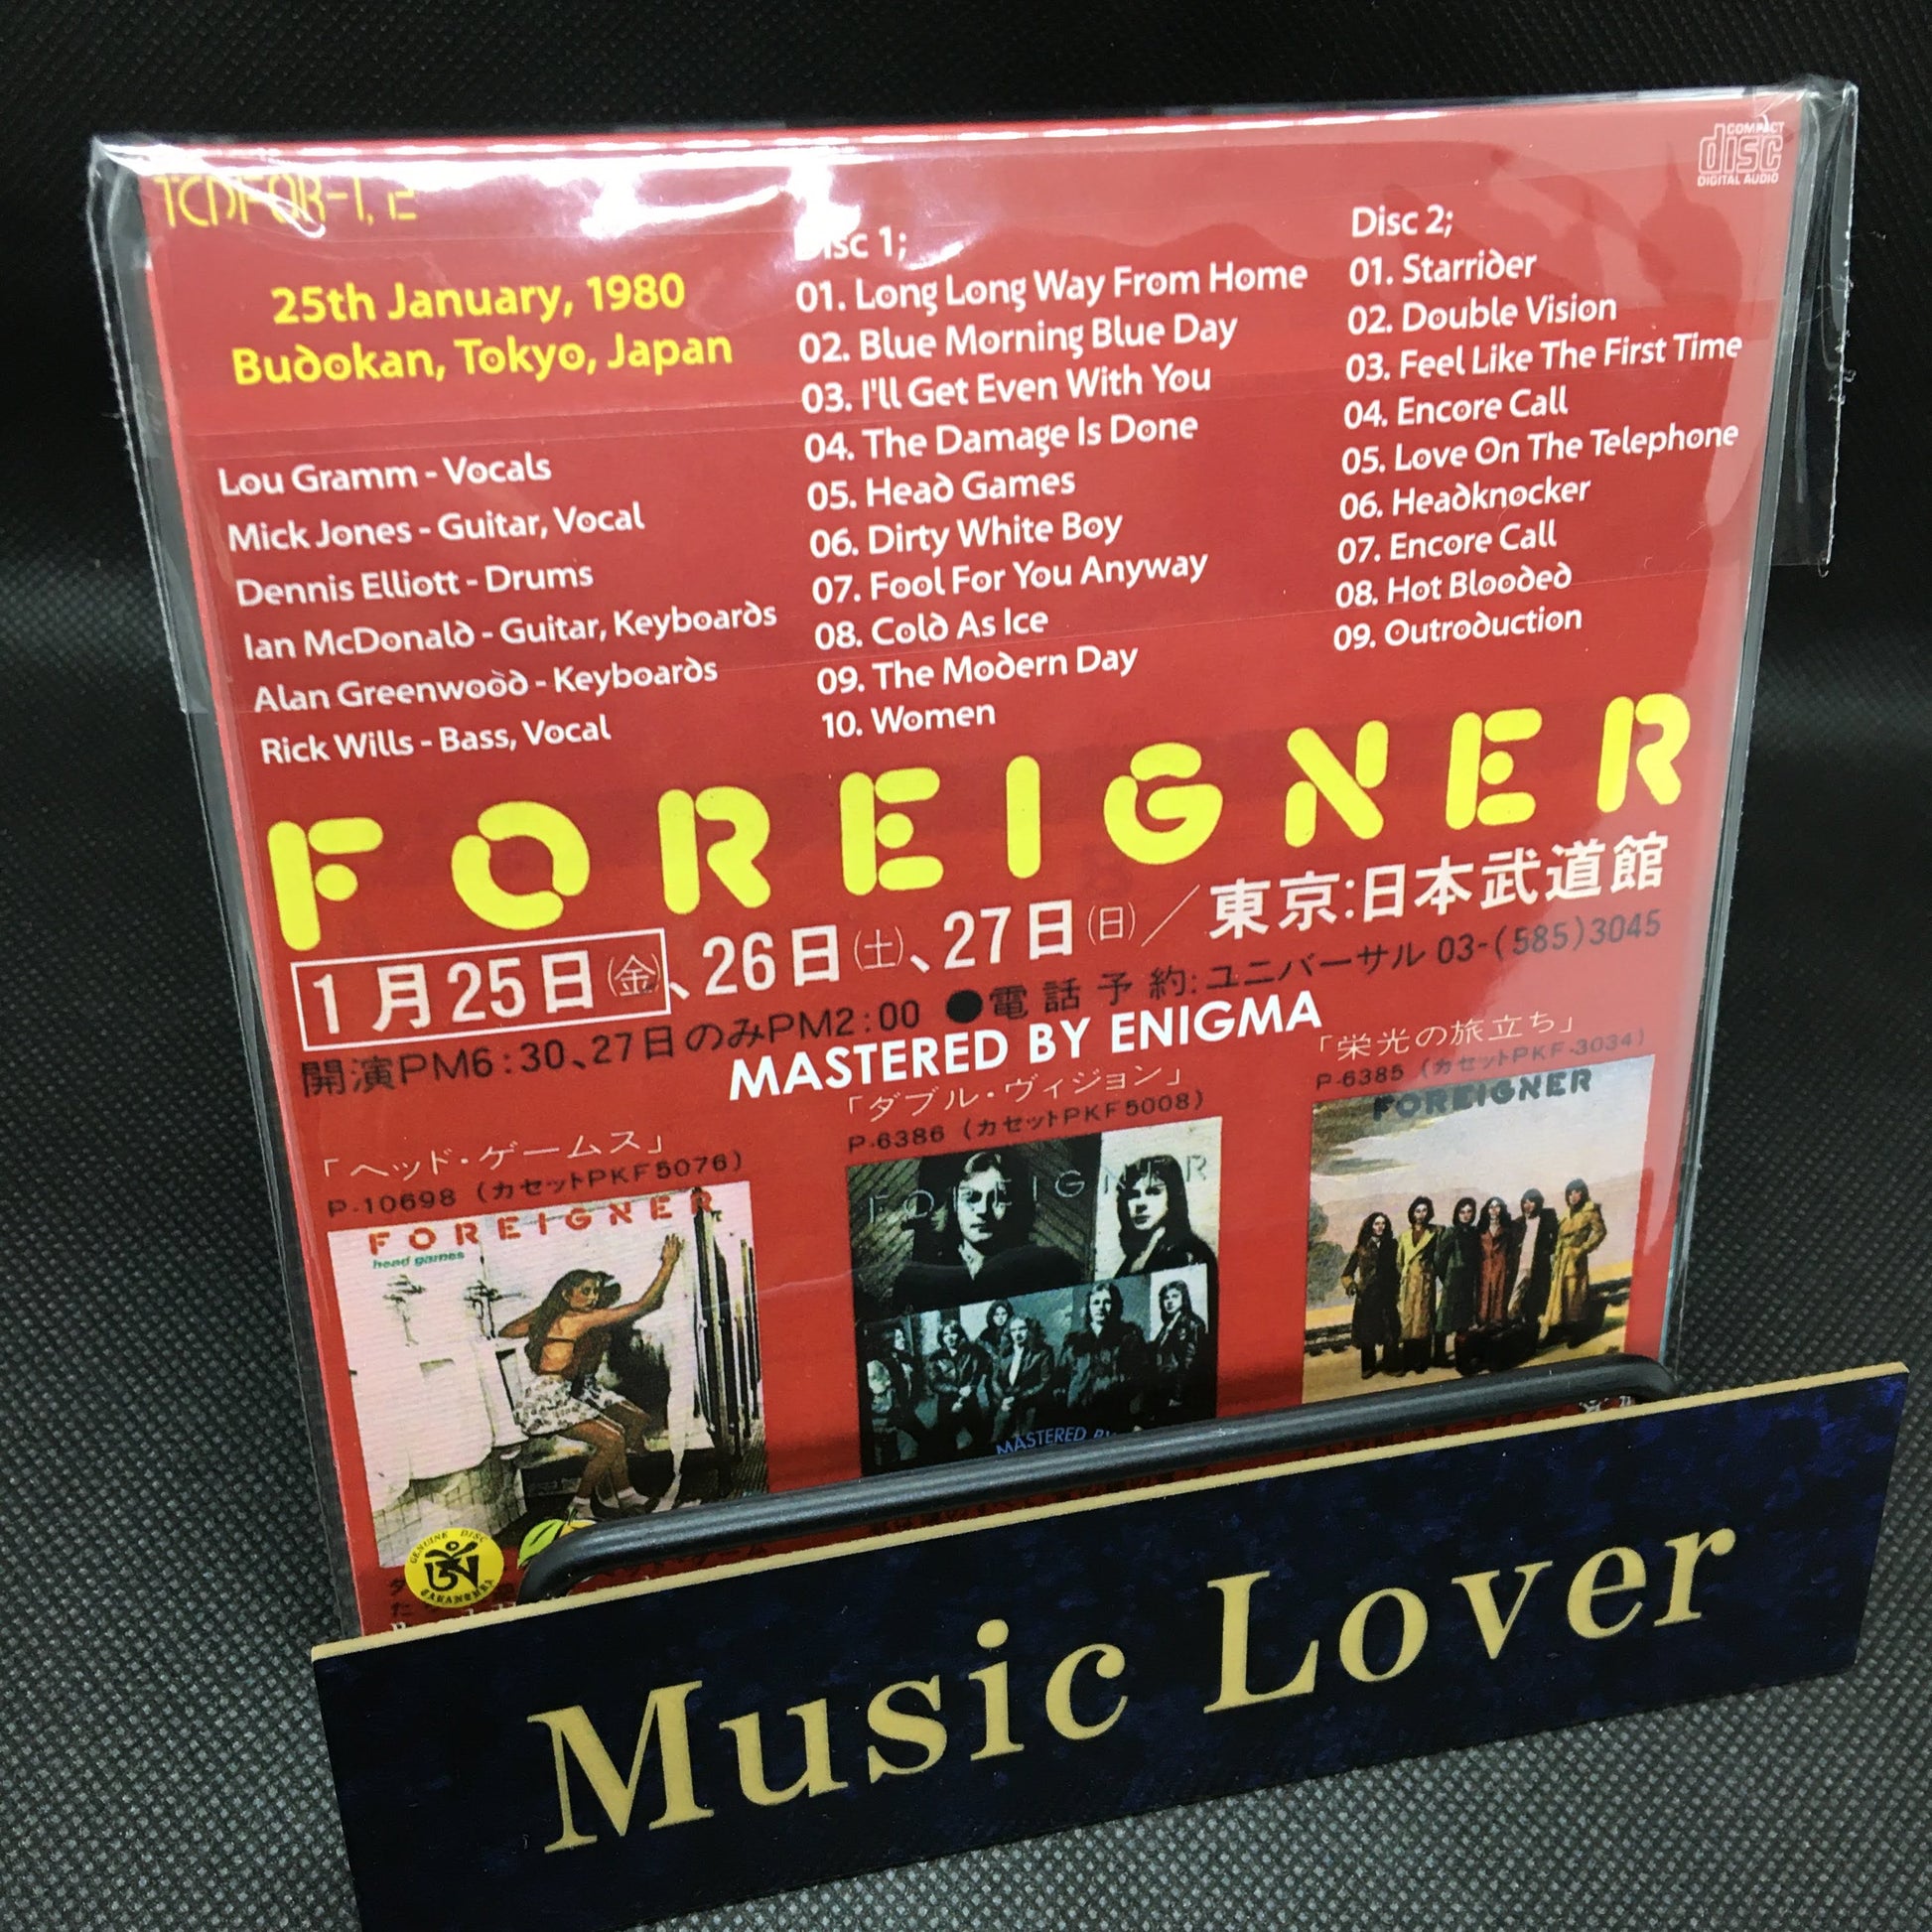 TCDFOR-1, 2
COMPACT
disc
DIGITAL AUDIO
25th January, 1980
Budokan, Tokyo, Japan
Lou Gramm - Vocals
Mick Jones - Guitar, Vocal
Dennis Elliott - Drums
Ian McDonald - Guitar, Keyboards
Alan Greenwood - Keyboards
Rick Wills - Bass, Vocal
Disc 1;
01. Long Long Way From Home
02. Blue Morning Blue Day
03. I'll Get Even With You
04. The Damage Is Done
05. Head Games
06. Dirty White Boy
07. Fool For You Anyway
08. Cold As Ice
09. The Modern Day
10. Women
Disc 2;
01. Starrider
02. Double Vision
03. Feel Like The First Time
04. Encore Call
05. Love On The Telephone
06. Headknocker
07. Encore Call
08. Hot Blooded
09. Outroduction
FOREIGNER
1月25日(金)、26日(土)、27日(日)／東京:日本武道館
開演PM6:30、27日のみPM2:00 ●電話予約:ユニバーサル 03-(585)3045
MASTERED BY ENIGMA
「ヘッド・ゲームス」
P-10698 (カセットPKF5076)
FOREIGNER
head games
「ダブル・ヴィジョン」
P-6386 (カセットPKF5008)
FOREIGNER
MASTERED BY
「栄光の旅立ち」
P-6385 (カセットPKF-3034)
FOREIGNER
GENUINE DISC
Music Lover